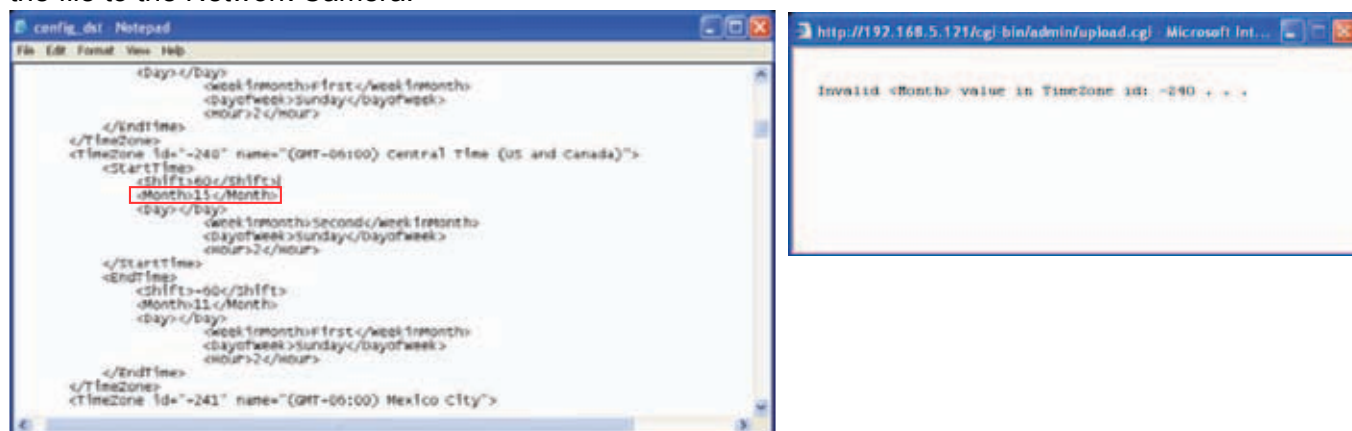 the file to the Network Camera.
config_dst - Notepad
File Edit Format View Help
<Day></Day>
<WeekInMonth>First</WeekInMonth>
<DayOfWeek>Sunday</DayOfWeek>
<Hour>2</Hour>
</EndTime>
</TimeZone>
<TimeZone id="-240" name="(GMT-06:00) Central Time (US and Canada)">
<StartTime>
<Shift>60</Shift>
<Month>15</Month>
<Day></Day>
<WeekInMonth>Second</WeekInMonth>
<DayOfWeek>Sunday</DayOfWeek>
<Hour>2</Hour>
</StartTime>
<EndTime>
<Shift>-60</Shift>
<Month>11</Month>
<Day></Day>
<WeekInMonth>First</WeekInMonth>
<DayOfWeek>Sunday</DayOfWeek>
<Hour>2</Hour>
</EndTime>
</TimeZone>
<TimeZone id="-241" name="(GMT-06:00) Mexico City">
http://192.168.5.121/cgi-bin/admin/upload.cgi - Microsoft Int...
Invalid <Month> value in TimeZone id: -240 . . .